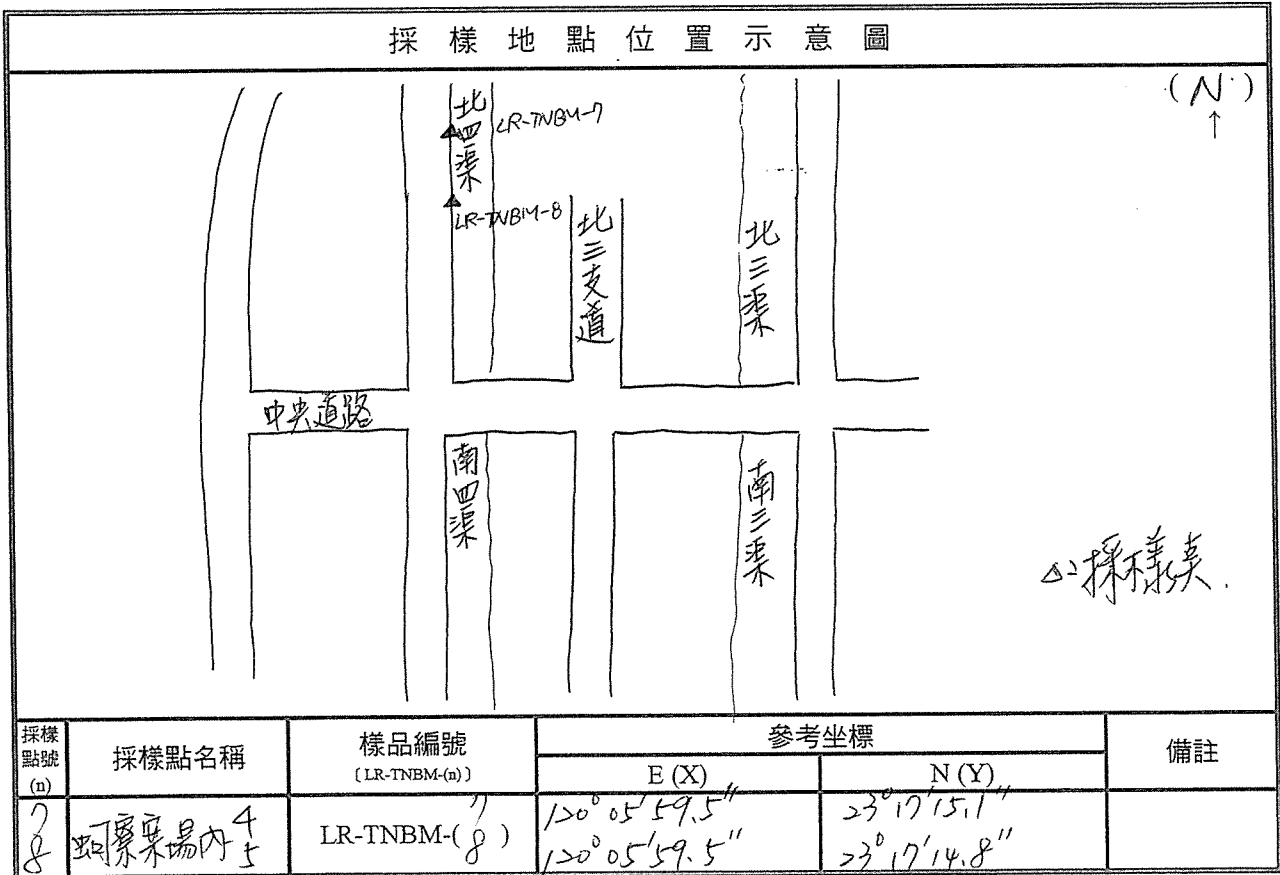 採樣地點位置示意圖
(N)
↑
北四渠
LR-TNBM-7
LR-TNBM-8
北三支道
北三渠
中央道路
南四渠
南三渠
△:採樣點.
採樣點號(n)
採樣點名稱
樣品編號
〔LR-TNBM-(n)〕
參考坐標
E (X)
N (Y)
備註
7
8
蚵寮寮場內 4
5
LR-TNBM-(7
8)
120° 05' 59.5"
23° 17' 15.1"
120° 05' 59.5"
23° 17' 14.8"